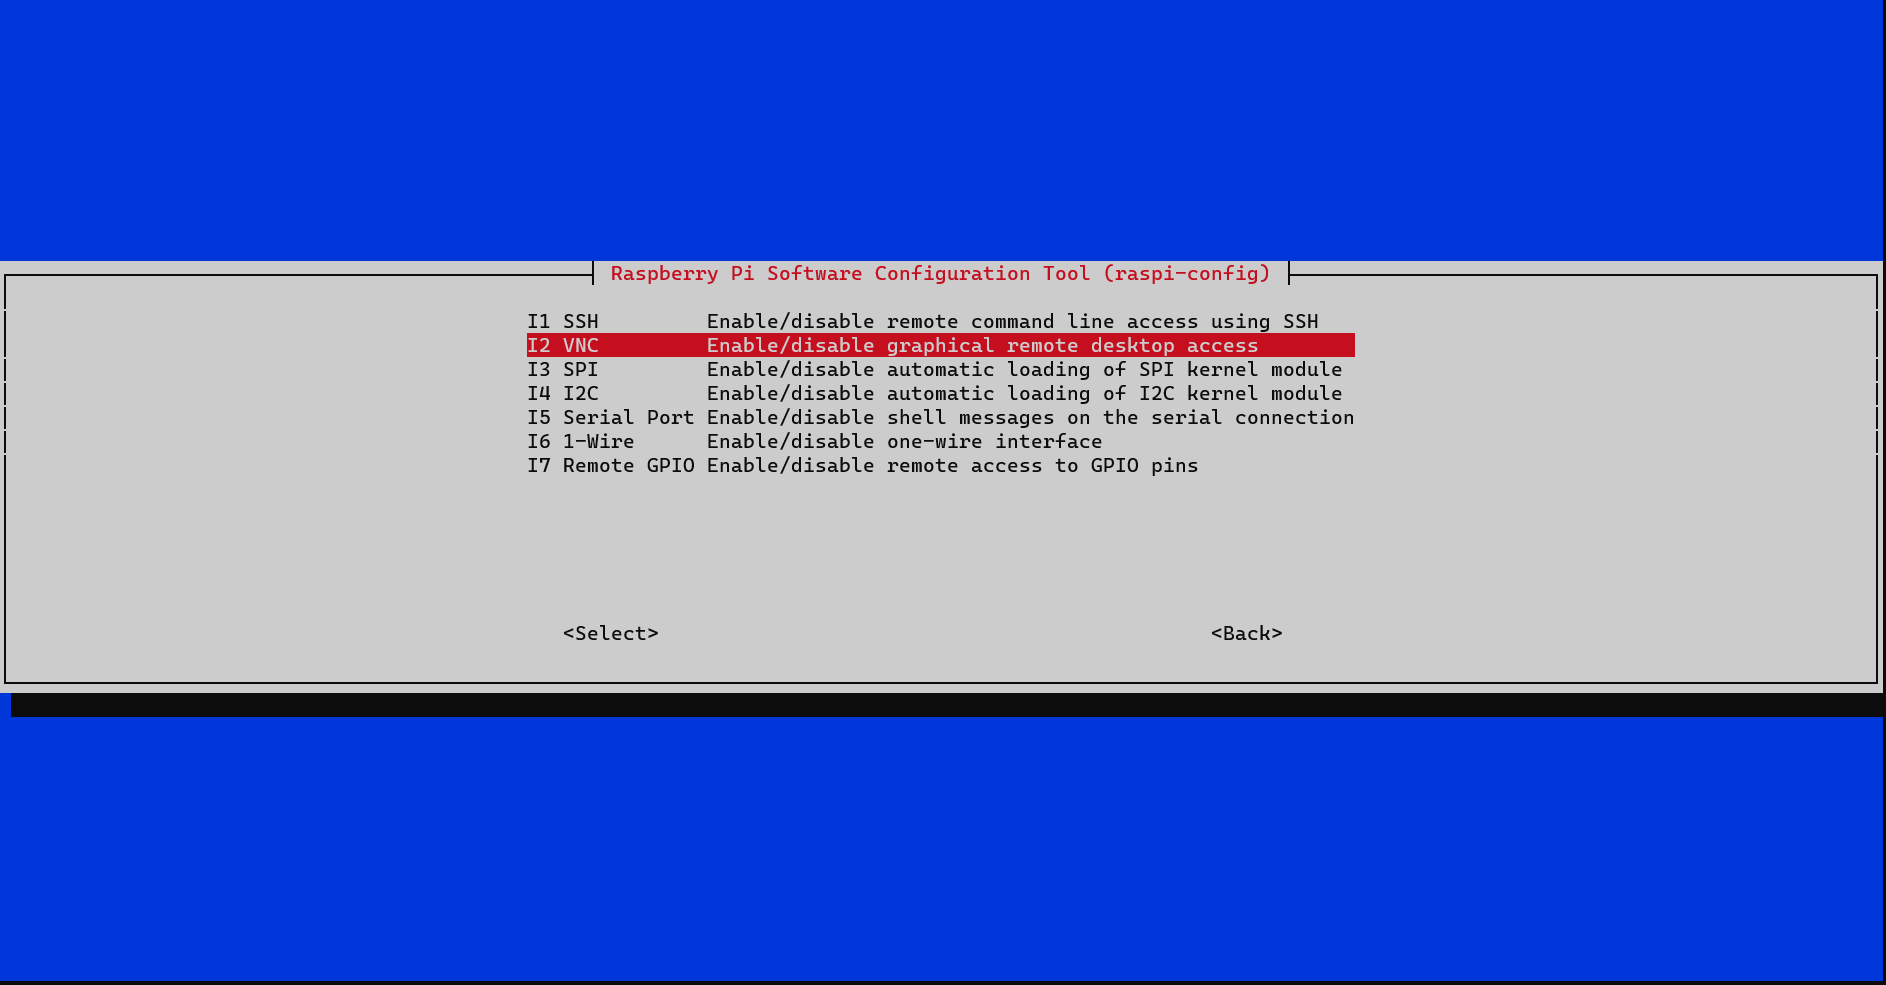 Raspberry Pi Software Configuration Tool (raspi-config)
I1 SSH Enable/disable remote command line access using SSH
I2 VNC Enable/disable graphical remote desktop access
I3 SPI Enable/disable automatic loading of SPI kernel module
I4 I2C Enable/disable automatic loading of I2C kernel module
I5 Serial Port Enable/disable shell messages on the serial connection
I6 1-Wire Enable/disable one-wire interface
I7 Remote GPIO Enable/disable remote access to GPIO pins
<Select> <Back>